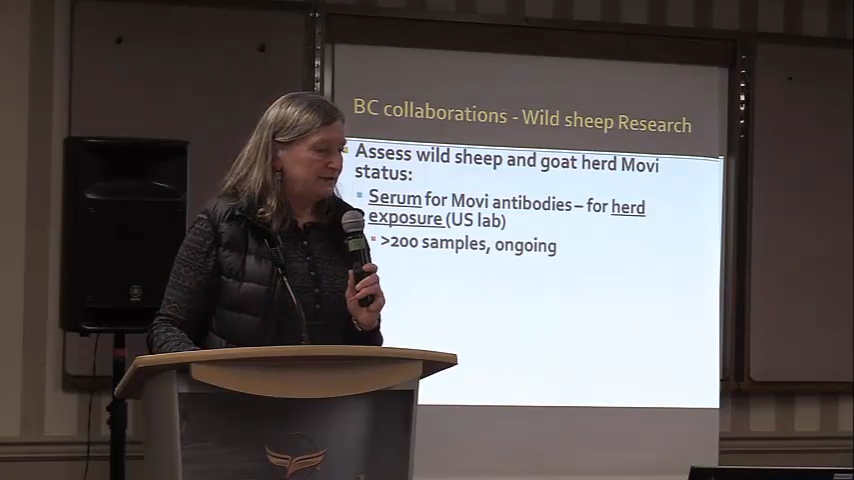 BC collaborations - Wild sheep Research
Assess wild sheep and goat herd Movi
status:
Serum for Movi antibodies – for herd
exposure (US lab)
>200 samples, ongoing